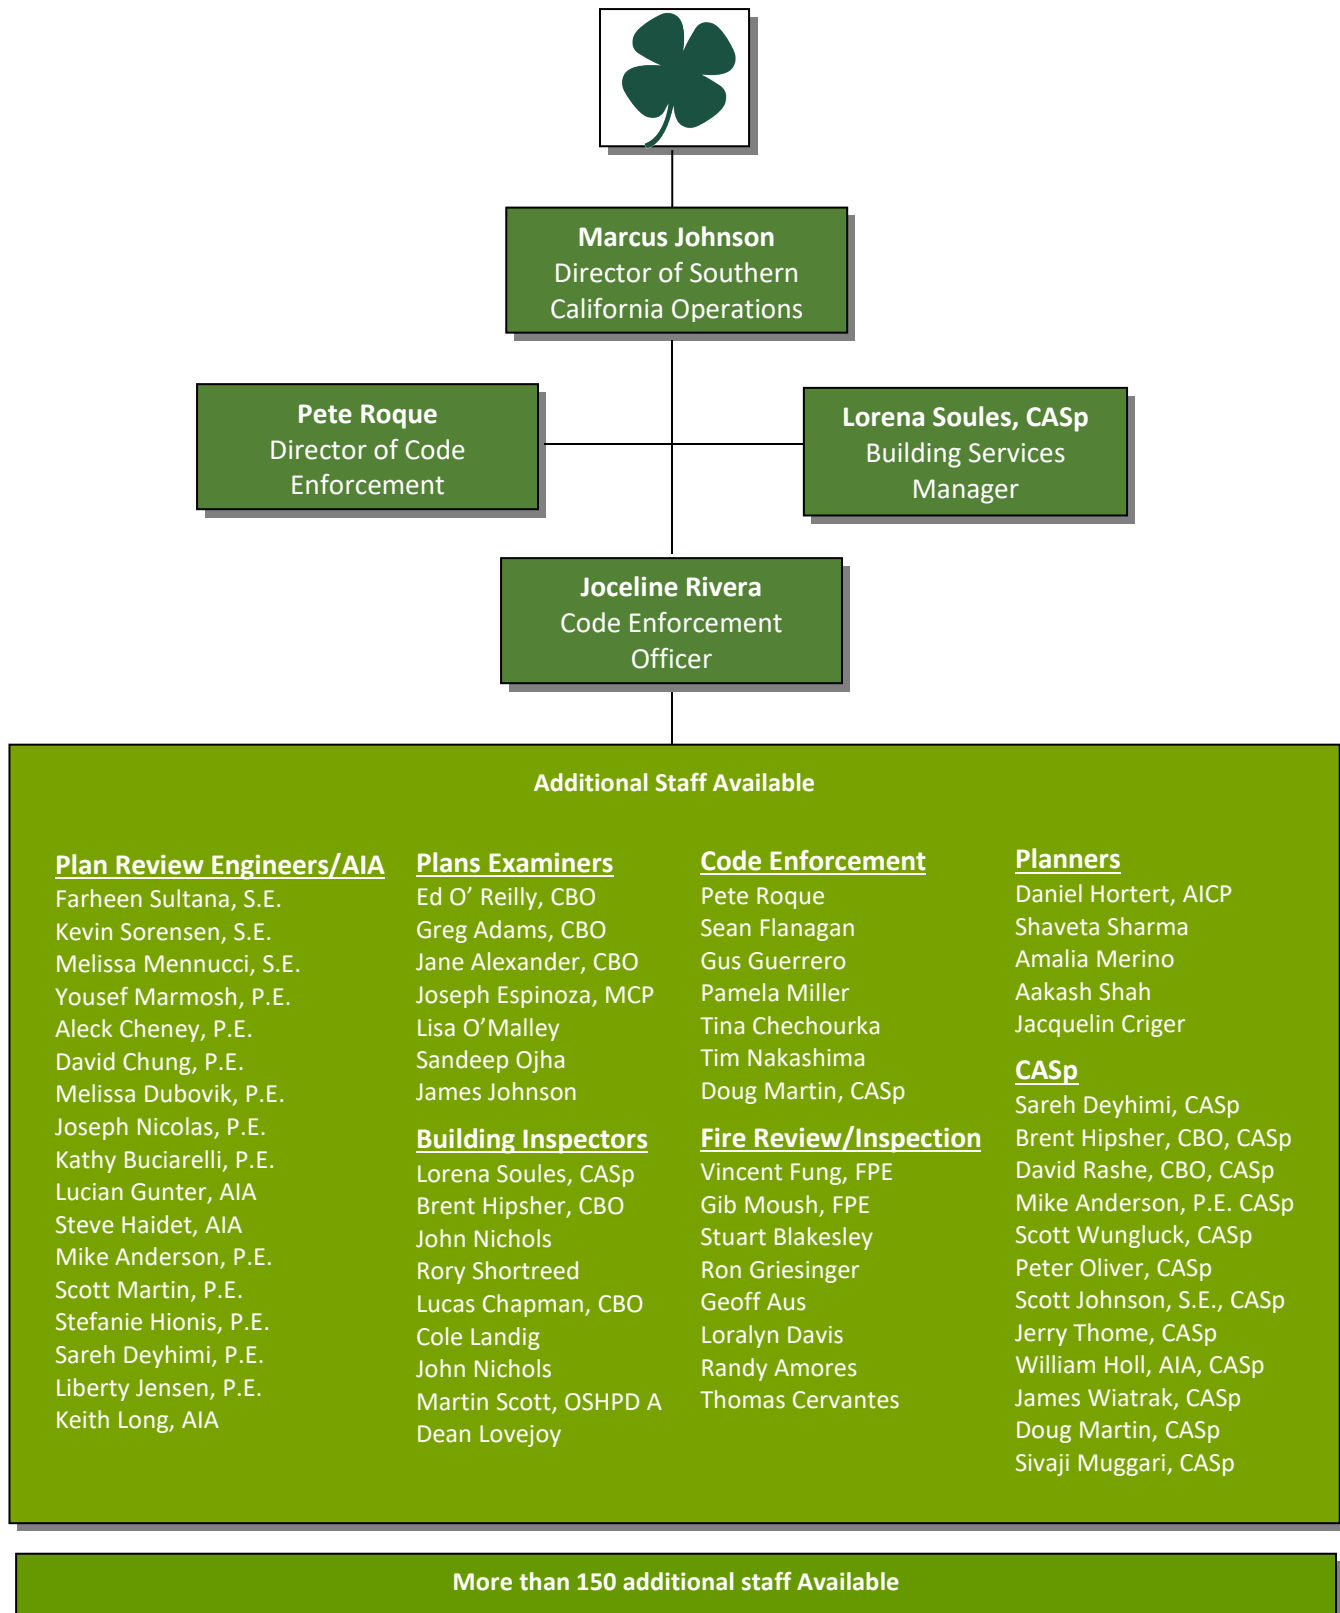 Marcus Johnson
Director of Southern
California Operations
Pete Roque
Director of Code
Enforcement
Lorena Soules, CASp
Building Services
Manager
Joceline Rivera
Code Enforcement
Officer
Additional Staff Available
Plan Review Engineers/AIA
Farheen Sultana, S.E.
Kevin Sorensen, S.E.
Melissa Mennucci, S.E.
Yousef Marmosh, P.E.
Aleck Cheney, P.E.
David Chung, P.E.
Melissa Dubovik, P.E.
Joseph Nicolas, P.E.
Kathy Buciarelli, P.E.
Lucian Gunter, AIA
Steve Haidet, AIA
Mike Anderson, P.E.
Scott Martin, P.E.
Stefanie Hionis, P.E.
Sareh Deyhimi, P.E.
Liberty Jensen, P.E.
Keith Long, AIA
Plans Examiners
Ed O’ Reilly, CBO
Greg Adams, CBO
Jane Alexander, CBO
Joseph Espinoza, MCP
Lisa O’Malley
Sandeep Ojha
James Johnson
Building Inspectors
Lorena Soules, CASp
Brent Hipsher, CBO
John Nichols
Rory Shortreed
Lucas Chapman, CBO
Cole Landig
John Nichols
Martin Scott, OSHPD A
Dean Lovejoy
Code Enforcement
Pete Roque
Sean Flanagan
Gus Guerrero
Pamela Miller
Tina Chechourka
Tim Nakashima
Doug Martin, CASp
Fire Review/Inspection
Vincent Fung, FPE
Gib Moush, FPE
Stuart Blakesley
Ron Griesinger
Geoff Aus
Loralyn Davis
Randy Amores
Thomas Cervantes
Planners
Daniel Hortert, AICP
Shaveta Sharma
Amalia Merino
Aakash Shah
Jacquelin Criger
CASp
Sareh Deyhimi, CASp
Brent Hipsher, CBO, CASp
David Rashe, CBO, CASp
Mike Anderson, P.E. CASp
Scott Wungluck, CASp
Peter Oliver, CASp
Scott Johnson, S.E., CASp
Jerry Thome, CASp
William Holl, AIA, CASp
James Wiatrak, CASp
Doug Martin, CASp
Sivaji Muggari, CASp
More than 150 additional staff Available